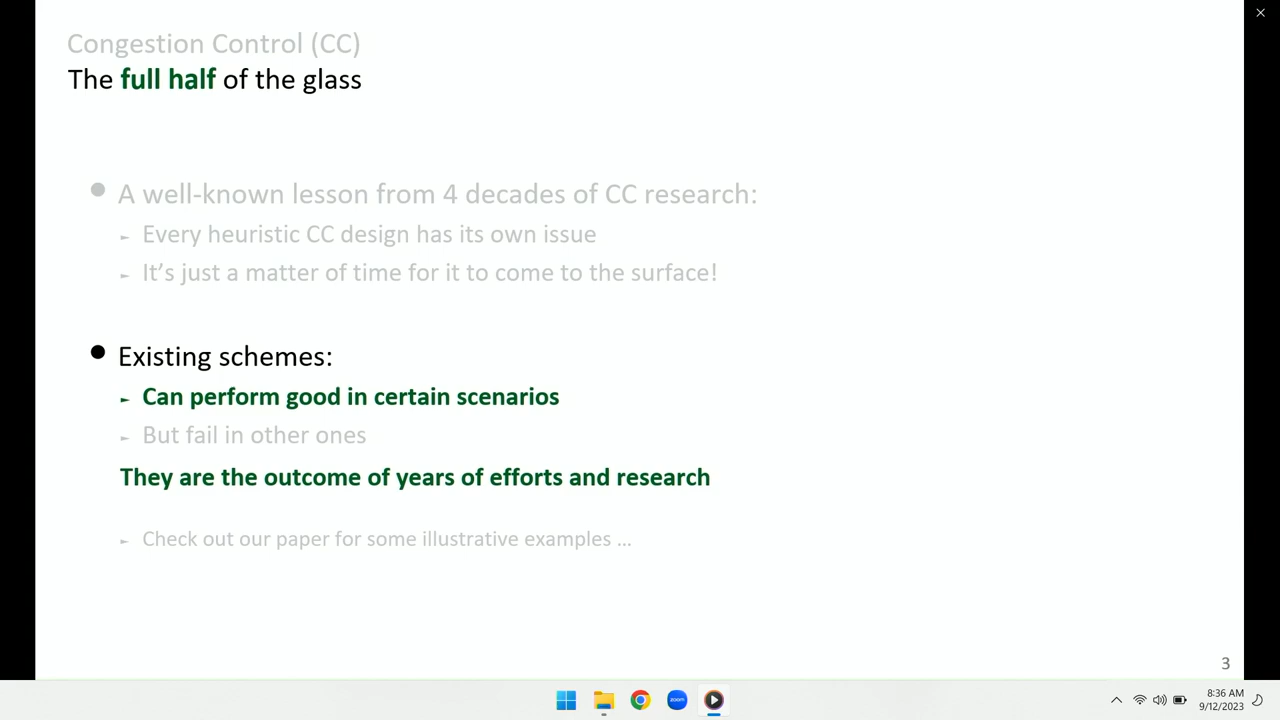 Congestion Control (CC)
The full half of the glass
A well-known lesson from 4 decades of CC research:
Every heuristic CC design has its own issue
It's just a matter of time for it to come to the surface!
Existing schemes:
Can perform good in certain scenarios
But fail in other ones
They are the outcome of years of efforts and research
Check out our paper for some illustrative examples ...
3
zoom
8:36 AM
9/12/2023